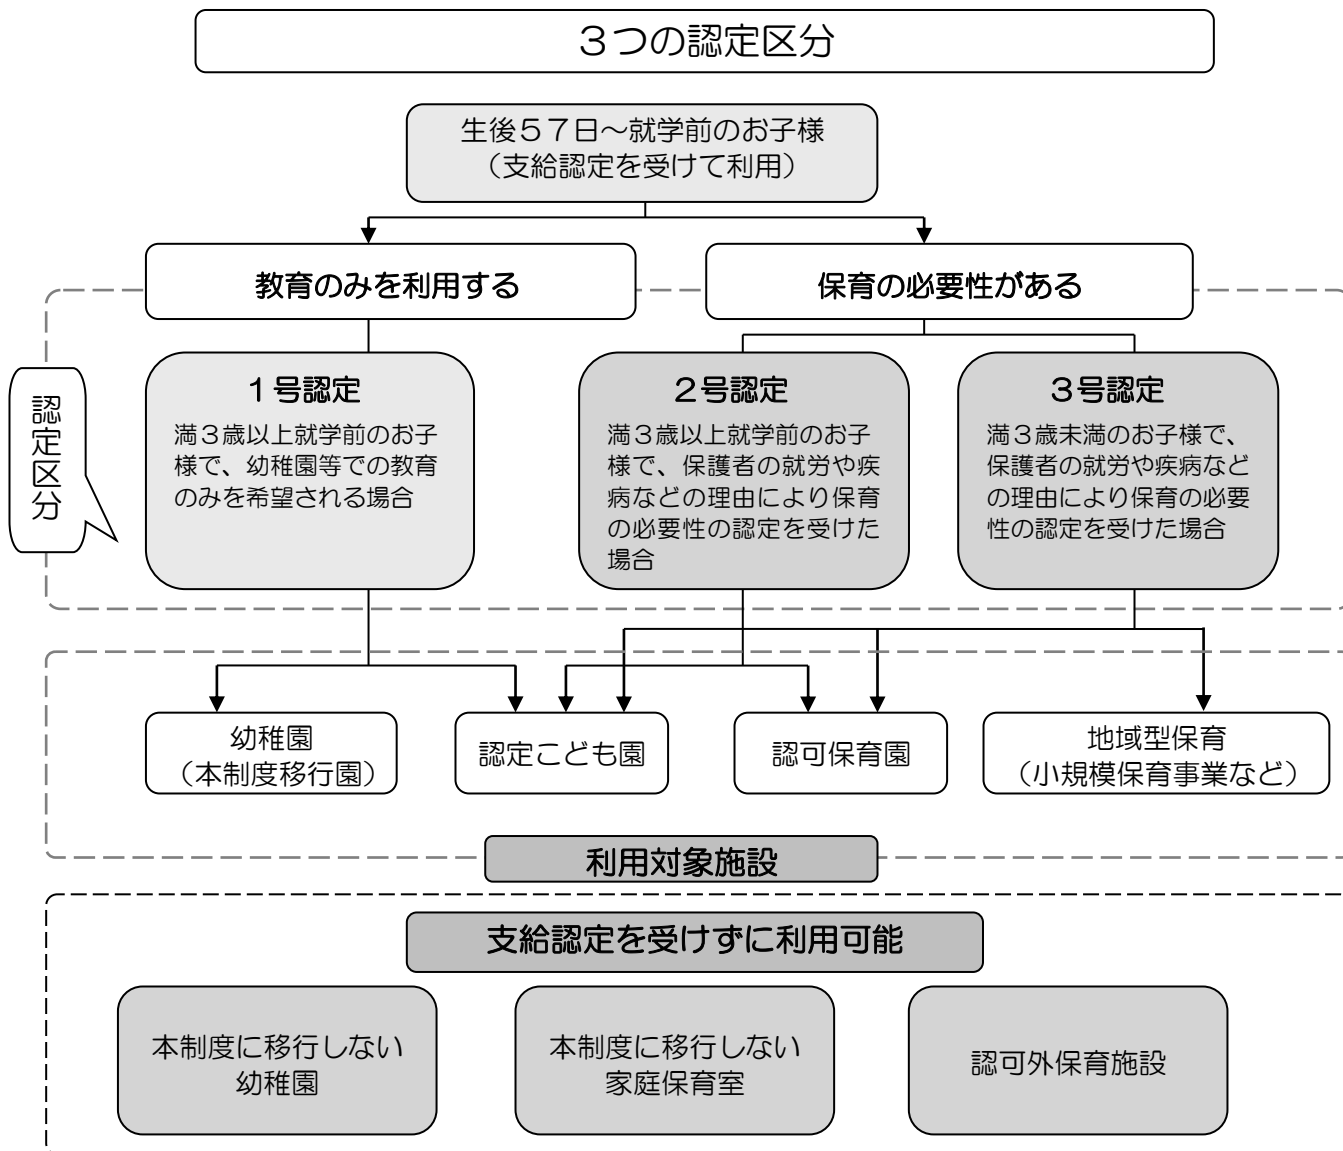 ３つの認定区分
生後５７日～就学前のお子様
（支給認定を受けて利用）
教育のみを利用する
保育の必要性がある
認定区分
１号認定
満３歳以上就学前のお子
様で、幼稚園等での教育
のみを希望される場合
２号認定
満３歳以上就学前のお子
様で、保護者の就労や疾
病などの理由により保育
の必要性の認定を受けた
場合
３号認定
満３歳未満のお子様で、
保護者の就労や疾病など
の理由により保育の必要
性の認定を受けた場合
幼稚園
（本制度移行園）
認定こども園
認可保育園
地域型保育
（小規模保育事業など）
利用対象施設
支給認定を受けずに利用可能
本制度に移行しない
幼稚園
本制度に移行しない
家庭保育室
認可外保育施設